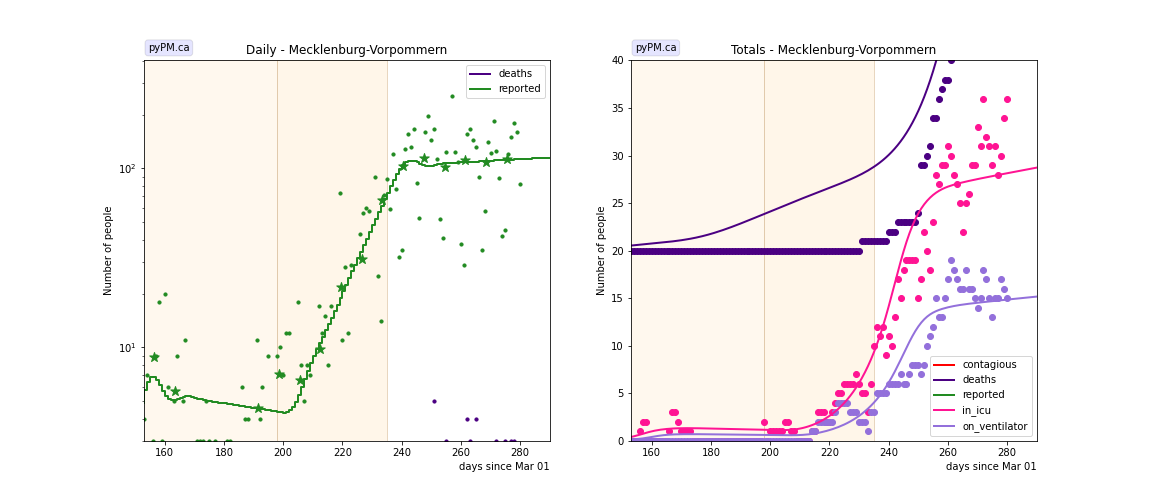 pyPM.ca
Daily - Mecklenburg-Vorpommern
deaths
reported
Number of people
10²
10¹
160 180 200 220 240 260 280
days since Mar 01
pyPM.ca
Totals - Mecklenburg-Vorpommern
40
35
30
25
20
15
10
5
0
Number of people
contagious
deaths
reported
in_icu
on_ventilator
160 180 200 220 240 260 280
days since Mar 01